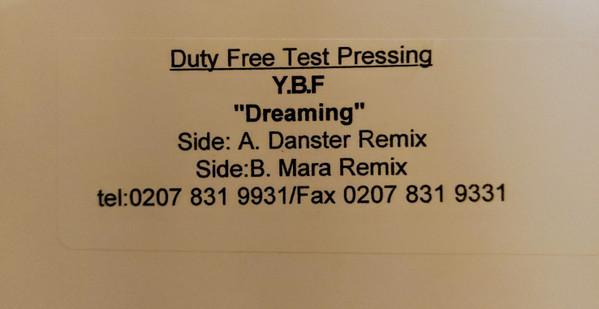 Duty Free Test Pressing
Y.B.F
"Dreaming"
Side: A. Danster Remix
Side:B. Mara Remix
tel:0207 831 9931/Fax 0207 831 9331